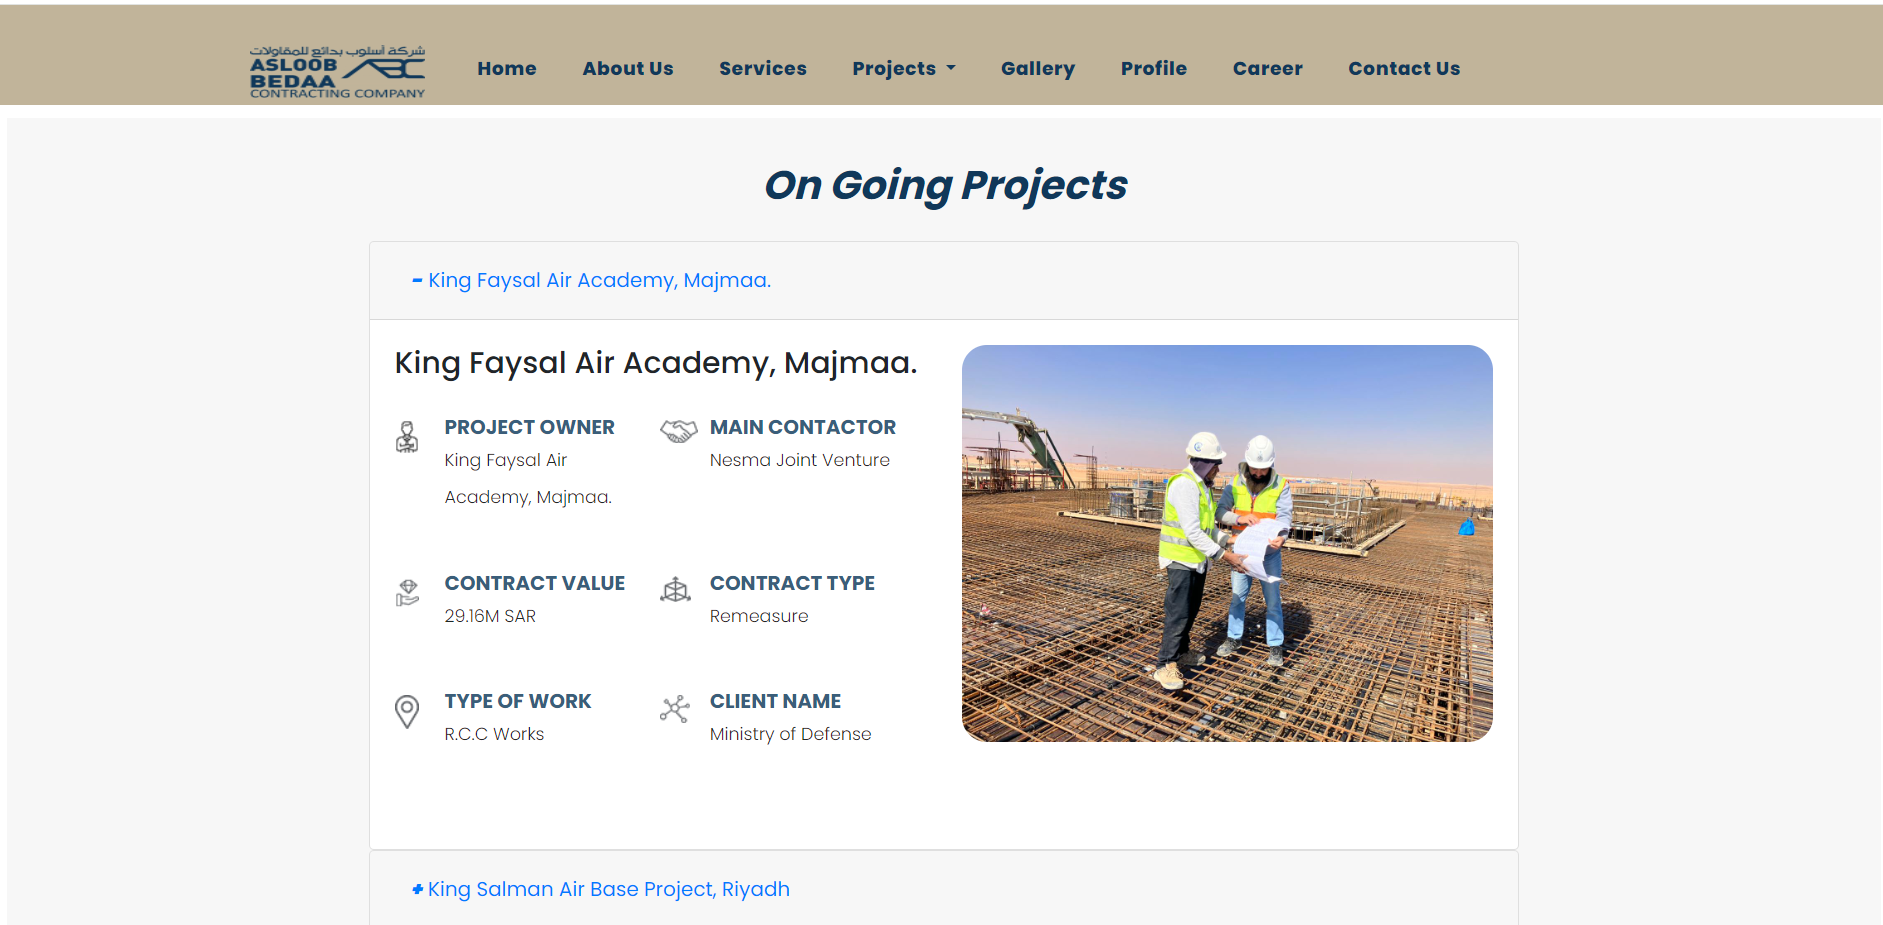 شركة أسلوب بدائع للمقاولات
ASLOOB
BEDAA
ABC
CONTRACTING COMPANY
Home About Us Services Projects Gallery Profile Career Contact Us
On Going Projects
- King Faysal Air Academy, Majmaa.
King Faysal Air Academy, Majmaa.
PROJECT OWNER
King Faysal Air
Academy, Majmaa.
MAIN CONTACTOR
Nesma Joint Venture
CONTRACT VALUE
29.16M SAR
CONTRACT TYPE
Remeasure
TYPE OF WORK
R.C.C Works
CLIENT NAME
Ministry of Defense
+ King Salman Air Base Project, Riyadh